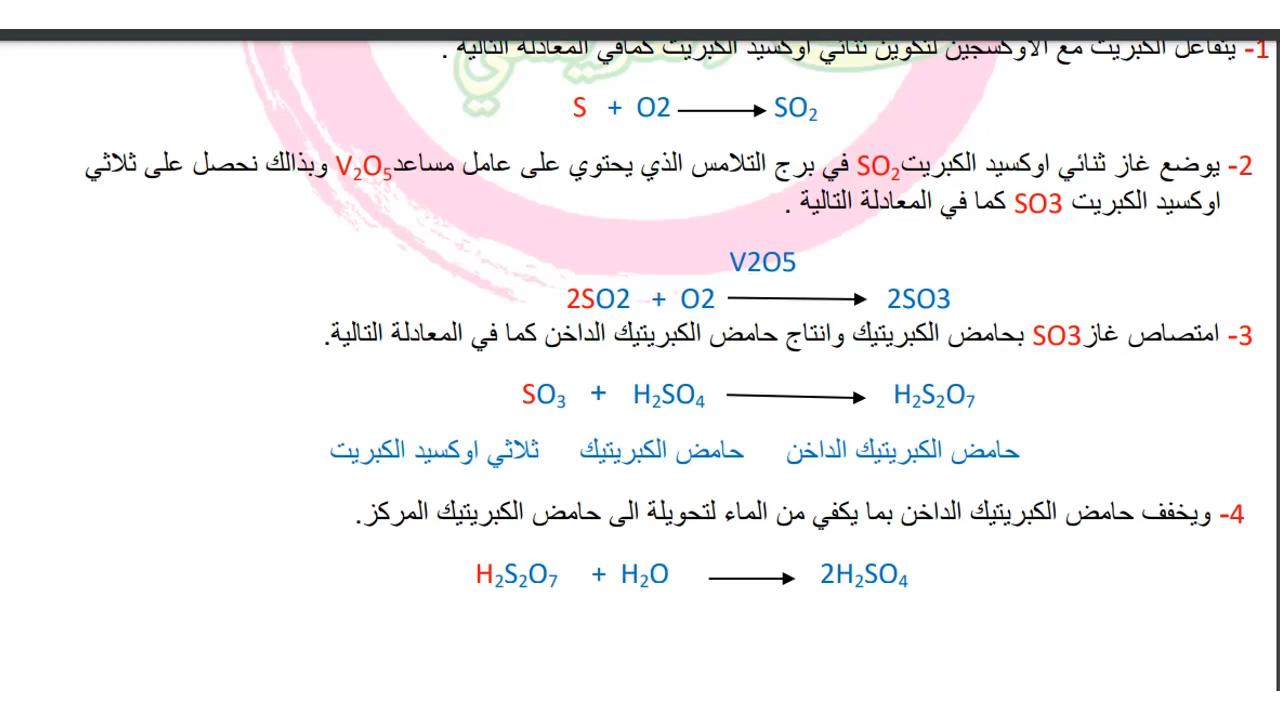 1- يتفاعل الكبريت مع الاوكسجين لتكوين ثنائي اوكسيد الكبريت كمافي المعادلة التالية .
S + O2 ⟶ SO₂
2- يوضع غاز ثنائي اوكسيد الكبريتSO₂ في برج التلامس الذي يحتوي على عامل مساعدV₂O₅ وبذالك نحصل على ثلاثي
اوكسيد الكبريت SO3 كما في المعادلة التالية .
V2O5
2SO2 + O2 ⟶ 2SO3
3- امتصاص غازSO3 بحامض الكبريتيك وانتاج حامض الكبريتيك الداخن كما في المعادلة التالية.
SO₃ + H₂SO₄ ⟶ H₂S₂O₇
ثلاثي اوكسيد الكبريت حامض الكبريتيك حامض الكبريتيك الداخن
4- ويخفف حامض الكبريتيك الداخن بما يكفي من الماء لتحويلة الى حامض الكبريتيك المركز.
H₂S₂O₇ + H₂O ⟶ 2H₂SO₄